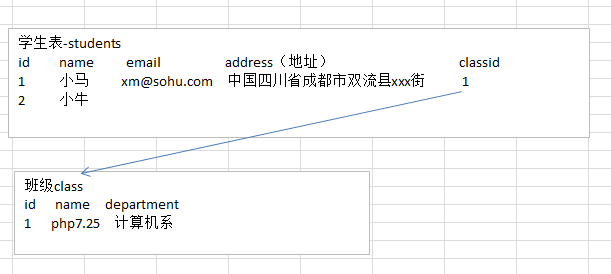 学生表-students
id name email address（地址） classid
1 小马 xm@sohu.com 中国四川省成都市双流县xxx街 1
2 小牛
班级class
id name department
1 php7.25 计算机系